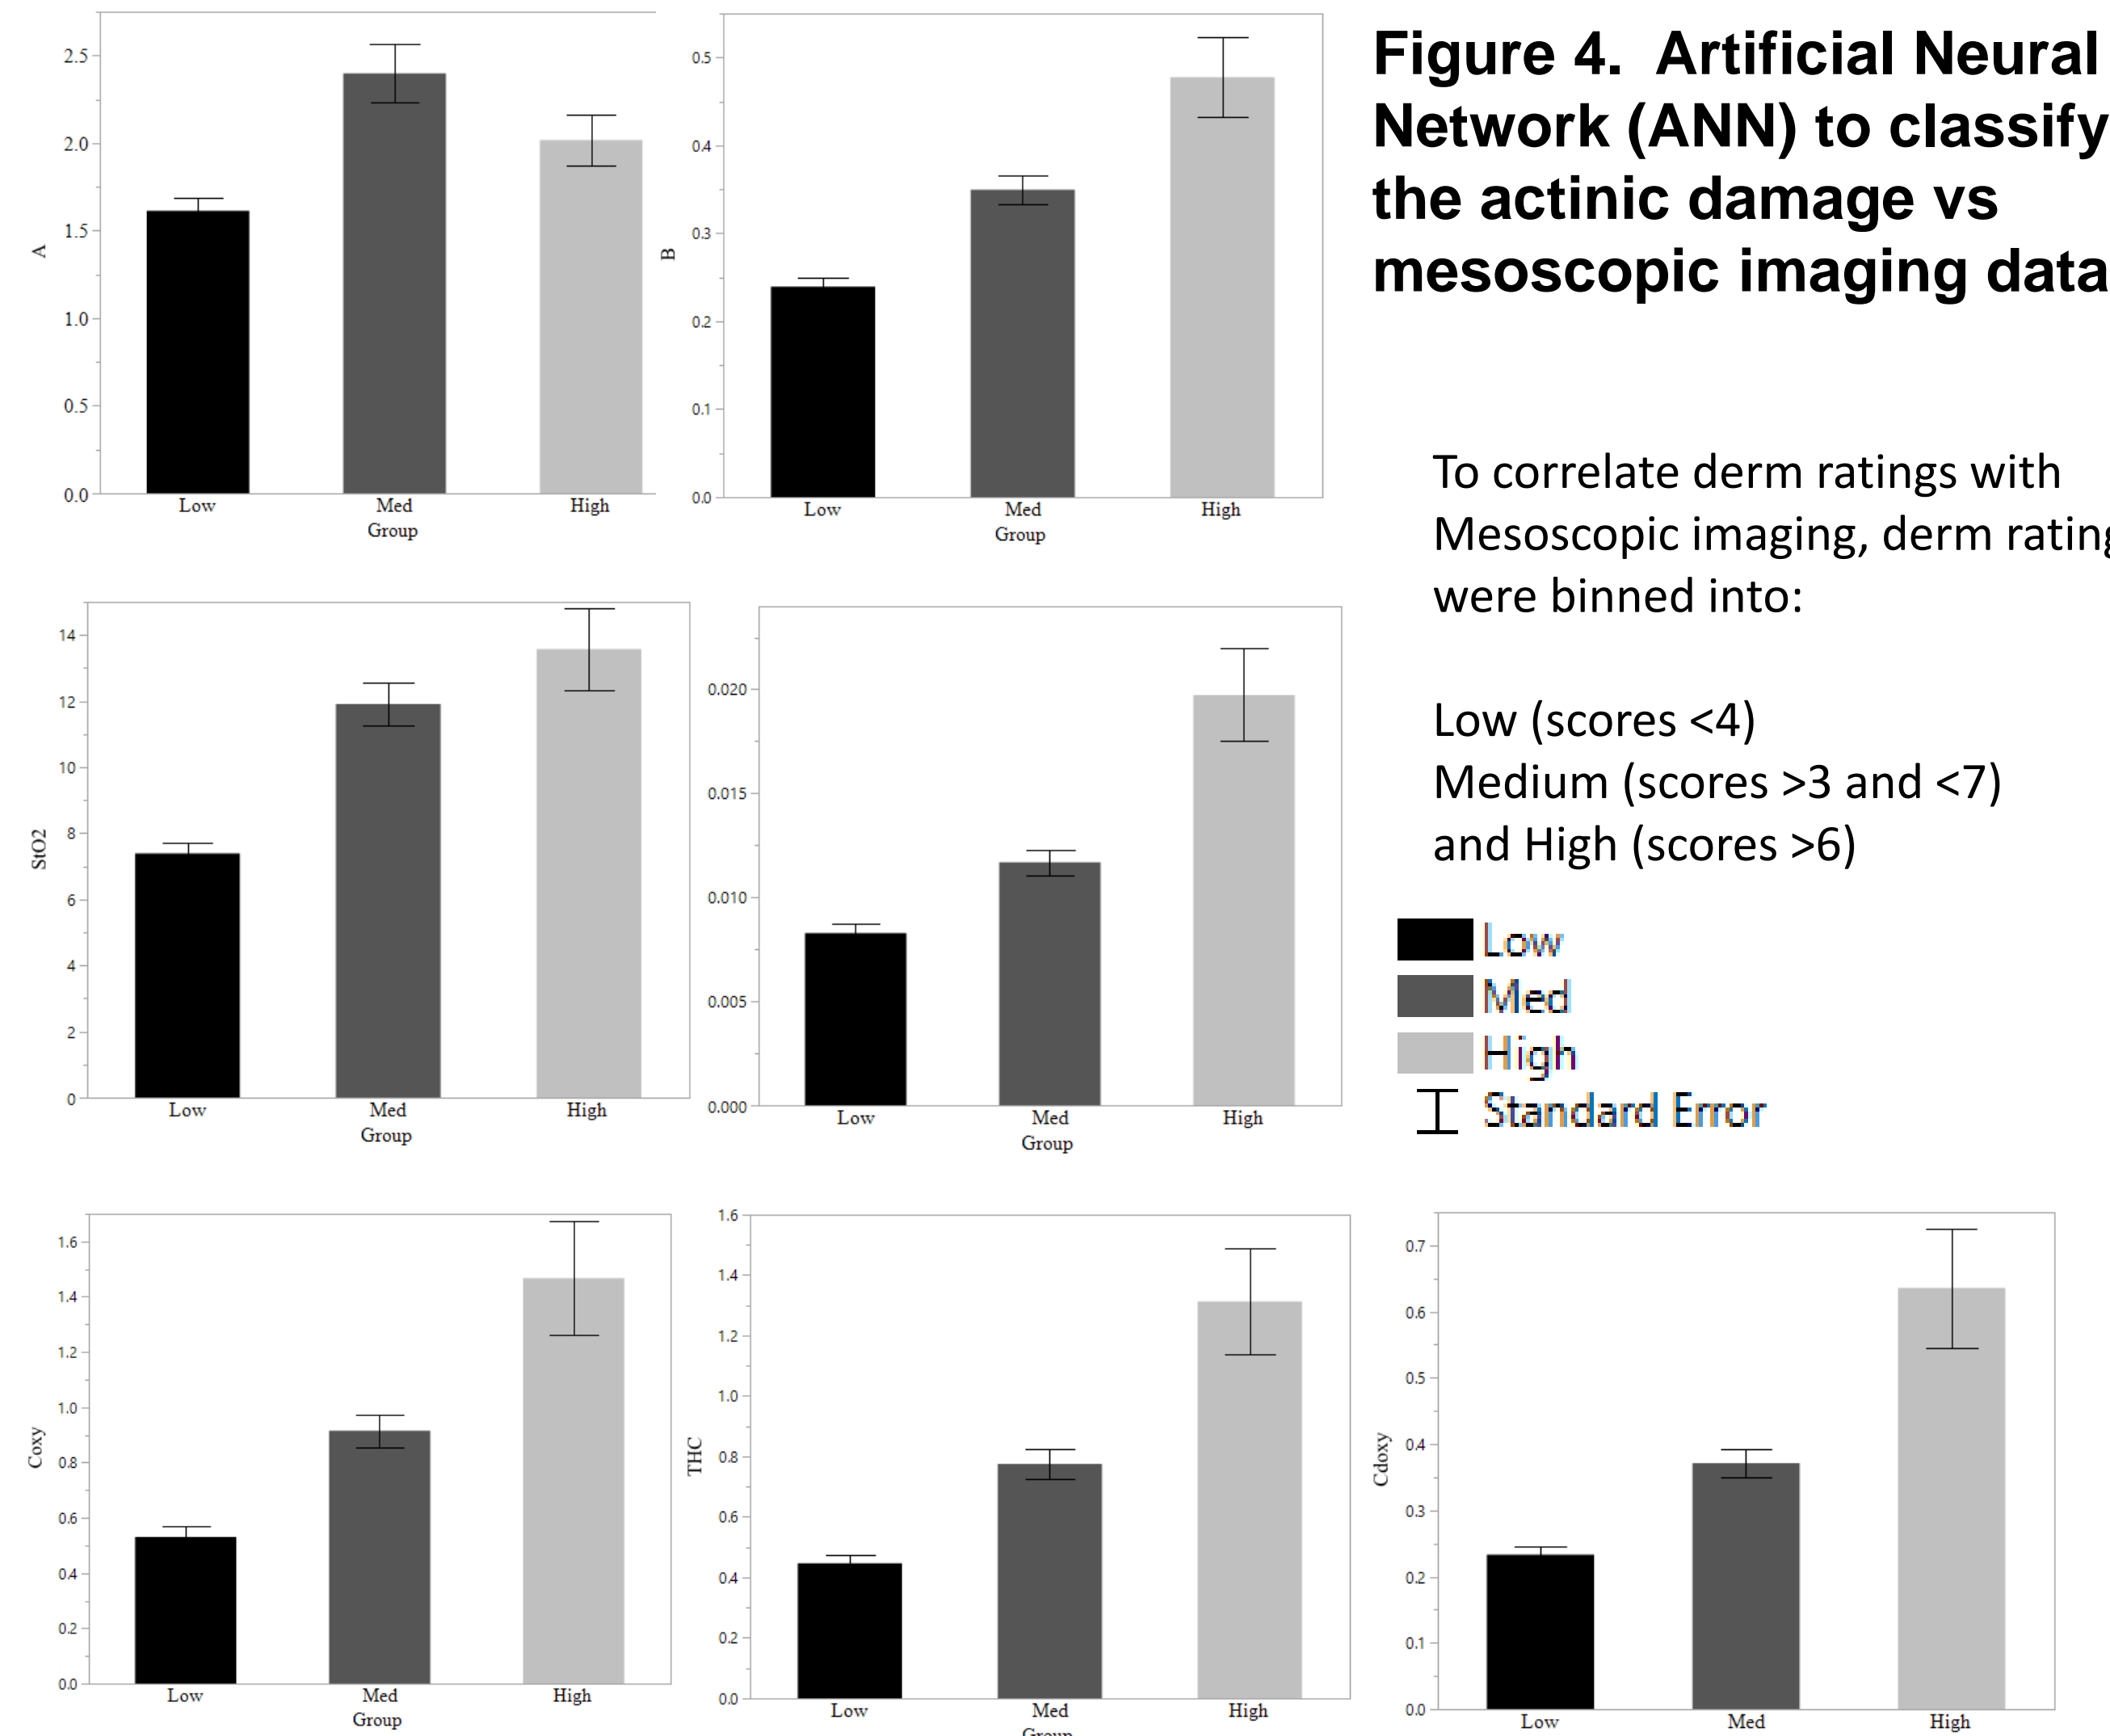 Figure 4. Artificial Neural
Network (ANN) to classify
the actinic damage vs
mesoscopic imaging data
To correlate derm ratings with
Mesoscopic imaging, derm rating
were binned into:
Low (scores <4)
Medium (scores >3 and <7)
and High (scores >6)
Low
Med
High
Standard Error
A
2.5
2.0
1.5
1.0
0.5
0.0
Low Med High
Group
B
0.5
0.4
0.3
0.2
0.1
0.0
Low Med High
Group
StO2
14
12
10
8
6
4
2
0
Low Med High
Group
0.020
0.015
0.010
0.005
0.000
Low Med High
Group
Coxy
1.6
1.4
1.2
1.0
0.8
0.6
0.4
0.2
0.0
Low Med High
Group
THC
1.6
1.4
1.2
1.0
0.8
0.6
0.4
0.2
0.0
Low Med High
Group
Cdoxy
0.7
0.6
0.5
0.4
0.3
0.2
0.1
0.0
Low Med High